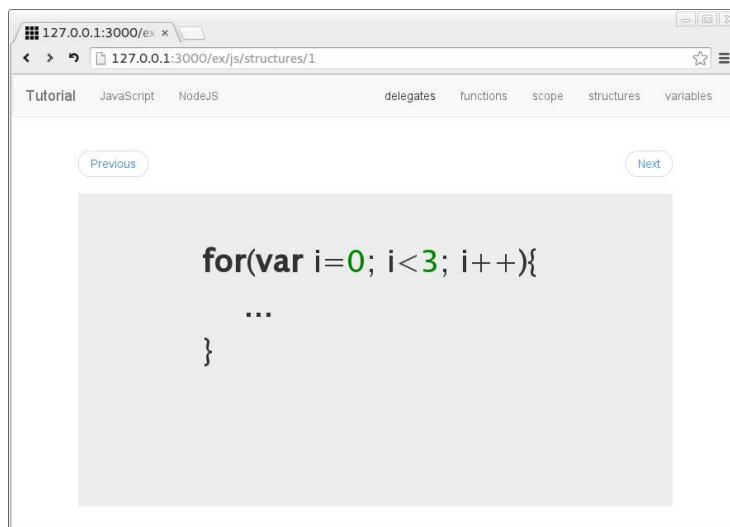 127.0.0.1:3000/ex
127.0.0.1:3000/ex/js/structures/1
Tutorial JavaScript NodeJS delegates functions scope structures variables
Previous Next
for(var i=0; i<3; i++){
...
}